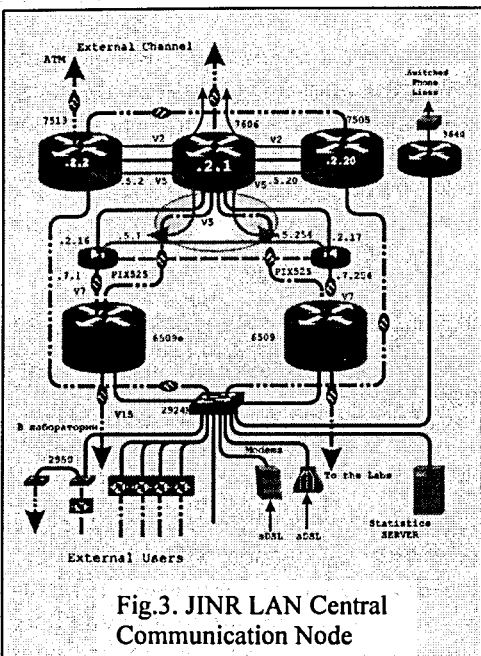 External Channel
ATM
Switched
Phone
Lines
7513
7606
7505
3640
V2
V2
.2.2
.2.1
.2.20
.5.2
V5
V5
.5.20
V5
.2.16
.5.1
.5.254
.2.17
.7.1
PIX525
PIX525
.7.254
V7
V7
6509e
6509
V15
В лаборатории
2950
Modems
To the Labs
Statistics
SERVER
aDSL
External Users
Fig.3. JINR LAN Central
Communication Node